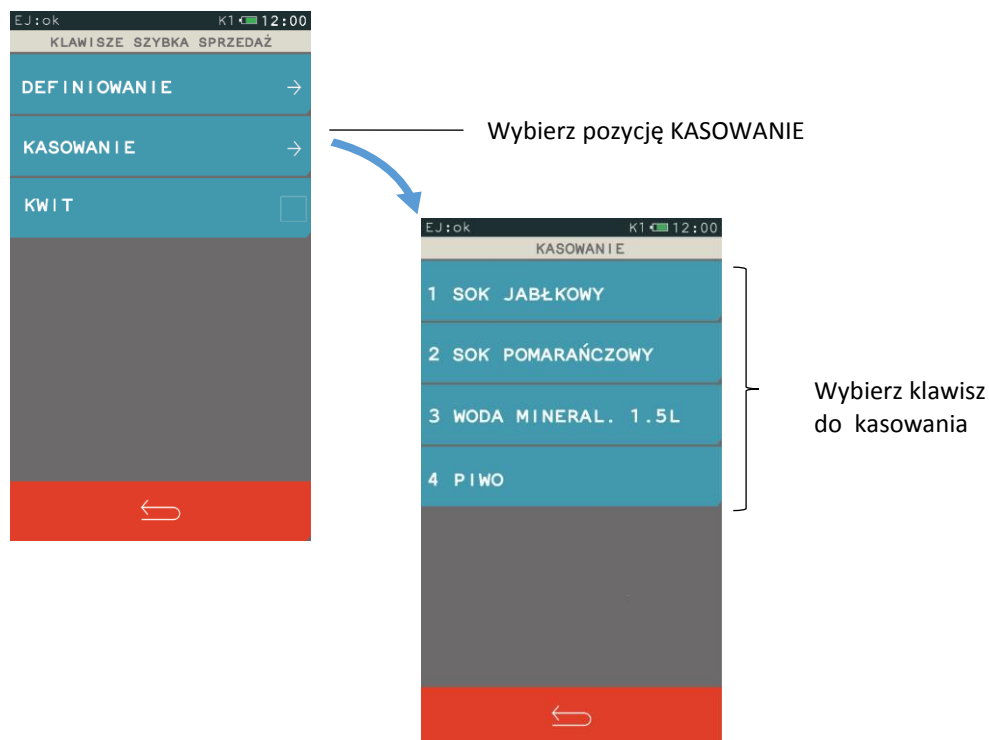 EJ:ok K1 12:00
KLAWISZE SZYBKA SPRZEDAŻ
DEFINIOWANIE
KASOWANIE
KWIT
Wybierz pozycję KASOWANIE
EJ:ok K1 12:00
KASOWANIE
1 SOK JABŁKOWY
2 SOK POMARAŃCZOWY
3 WODA MINERAL. 1.5L
4 PIWO
Wybierz klawisz
do kasowania